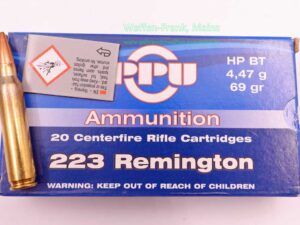 Waffen-Frank, Mainz
PPU
HP BT
4,47 g
69 gr
Ammunition
20 Centerfire Rifle Cartridges
223 Remington
WARNING: KEEP OUT OF REACH OF CHILDREN